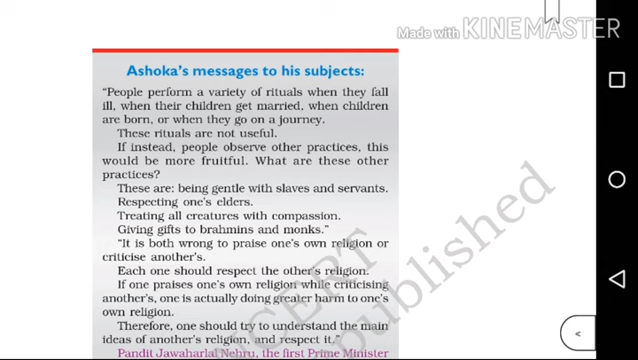 Made with KINEMASTER
Ashoka's messages to his subjects:
"People perform a variety of rituals when they fall
ill, when their children get married, when children
are born, or when they go on a journey.
These rituals are not useful.
If instead, people observe other practices, this
would be more fruitful. What are these other
practices?
These are: being gentle with slaves and servants.
Respecting one's elders.
Treating all creatures with compassion.
Giving gifts to brahmins and monks."
"It is both wrong to praise one's own religion or
criticise another's.
Each one should respect the other's religion.
If one praises one's own religion while criticising
another's, one is actually doing greater harm to one's
own religion.
Therefore, one should try to understand the main
ideas of another's religion, and respect it."
Pandit Jawaharlal Nehru, the first Prime Minister
NCERT
published